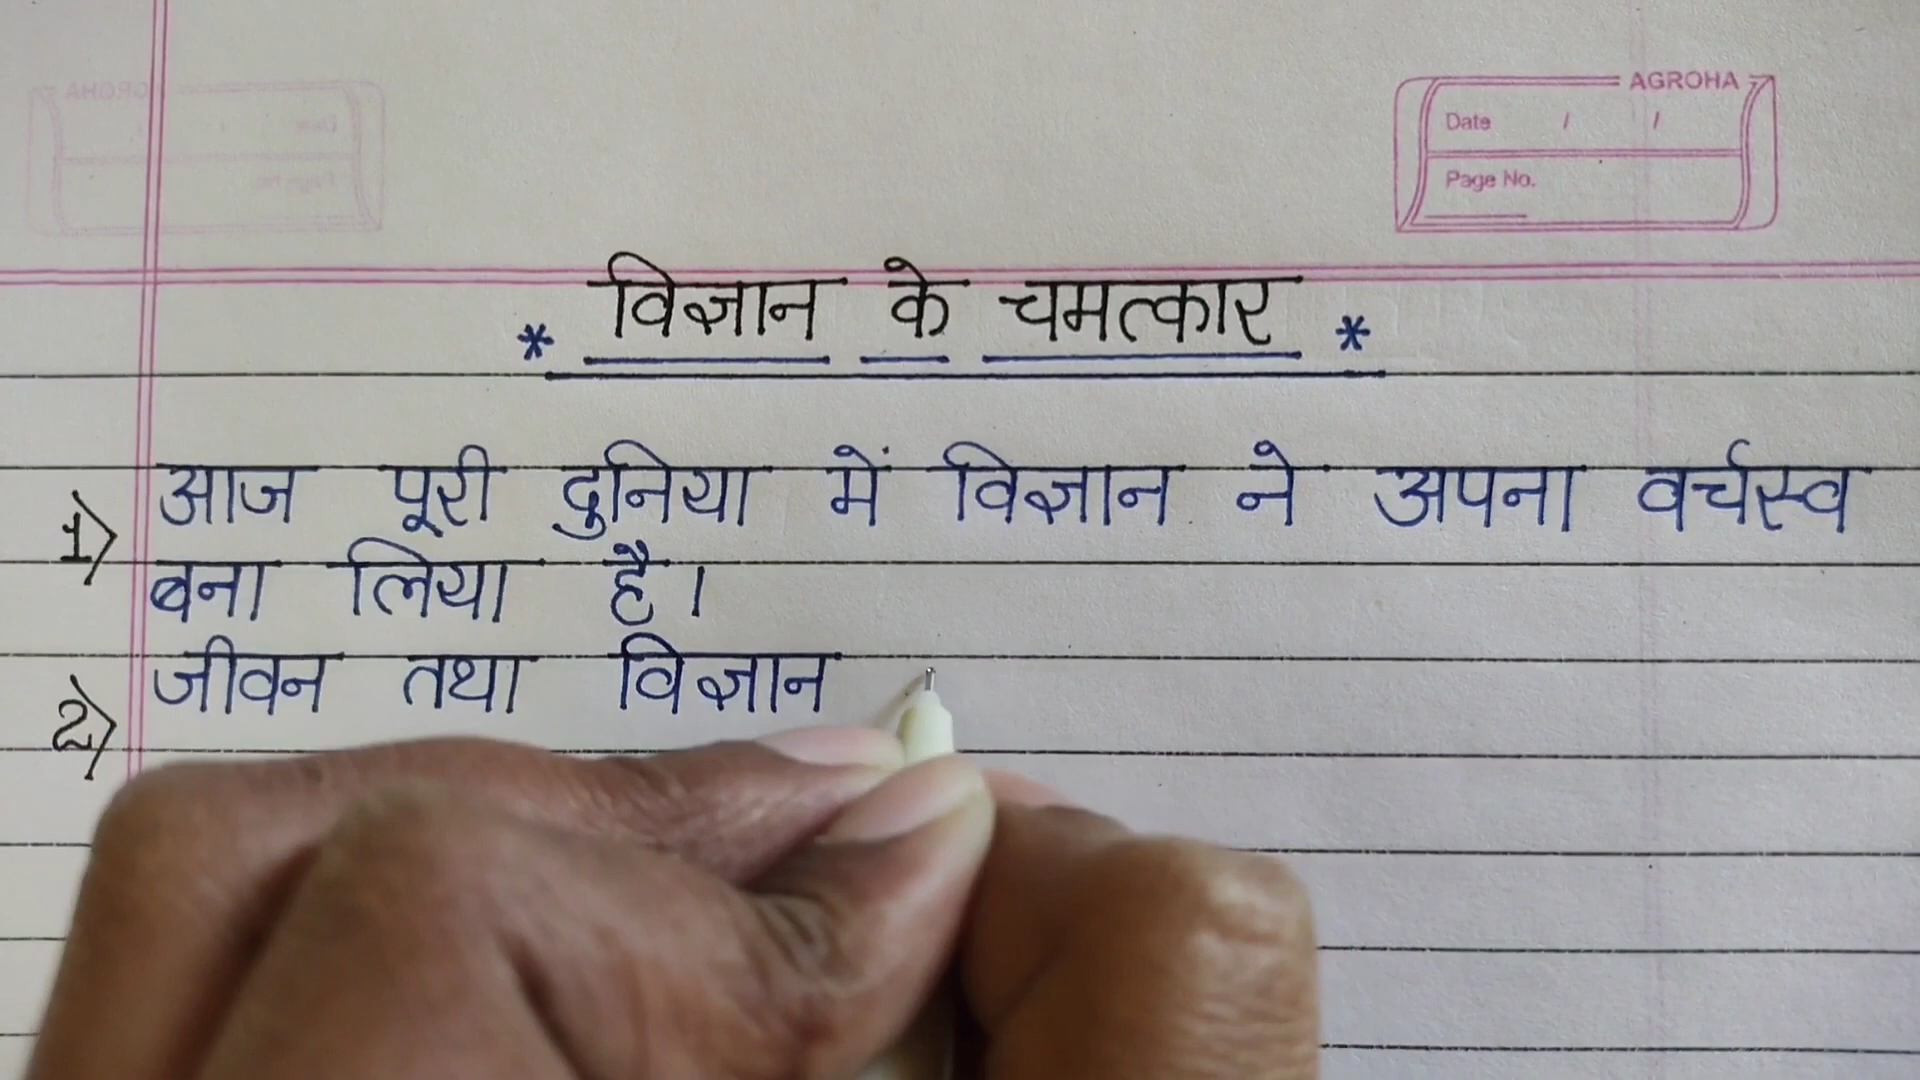 AGROHA
Date / /
Page No.
* विज्ञान के चमत्कार *
1) आज पूरी दुनिया में विज्ञान ने अपना वर्चस्व
बना लिया है।
2) जीवन तथा विज्ञान